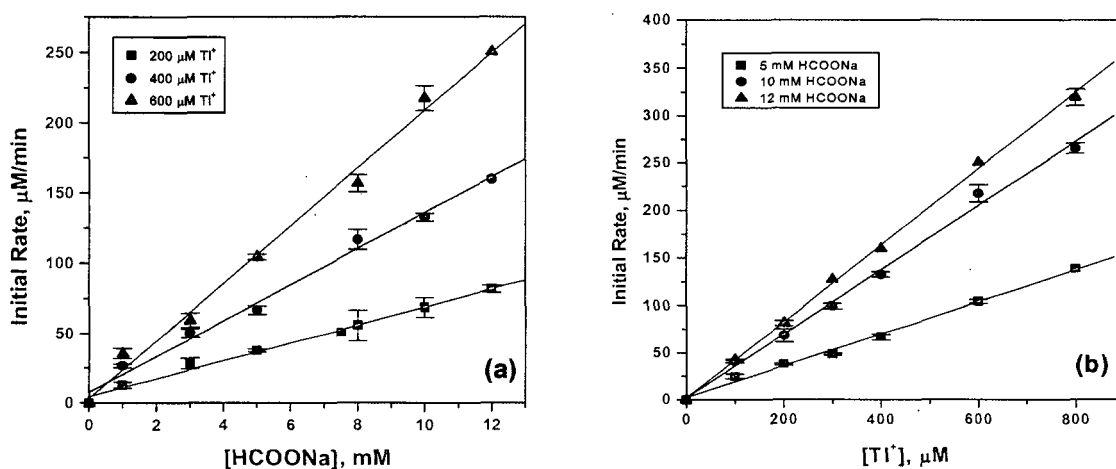 250
200
150
100
50
0
Initial Rate, μM/min
200 μM Tl⁺
400 μM Tl⁺
600 μM Tl⁺
(a)
0 2 4 6 8 10 12
[HCOONa], mM
400
350
300
250
200
150
100
50
0
Initial Rate, μM/min
5 mM HCOONa
10 mM HCOONa
12 mM HCOONa
(b)
0 200 400 600 800
[Tl⁺], μM